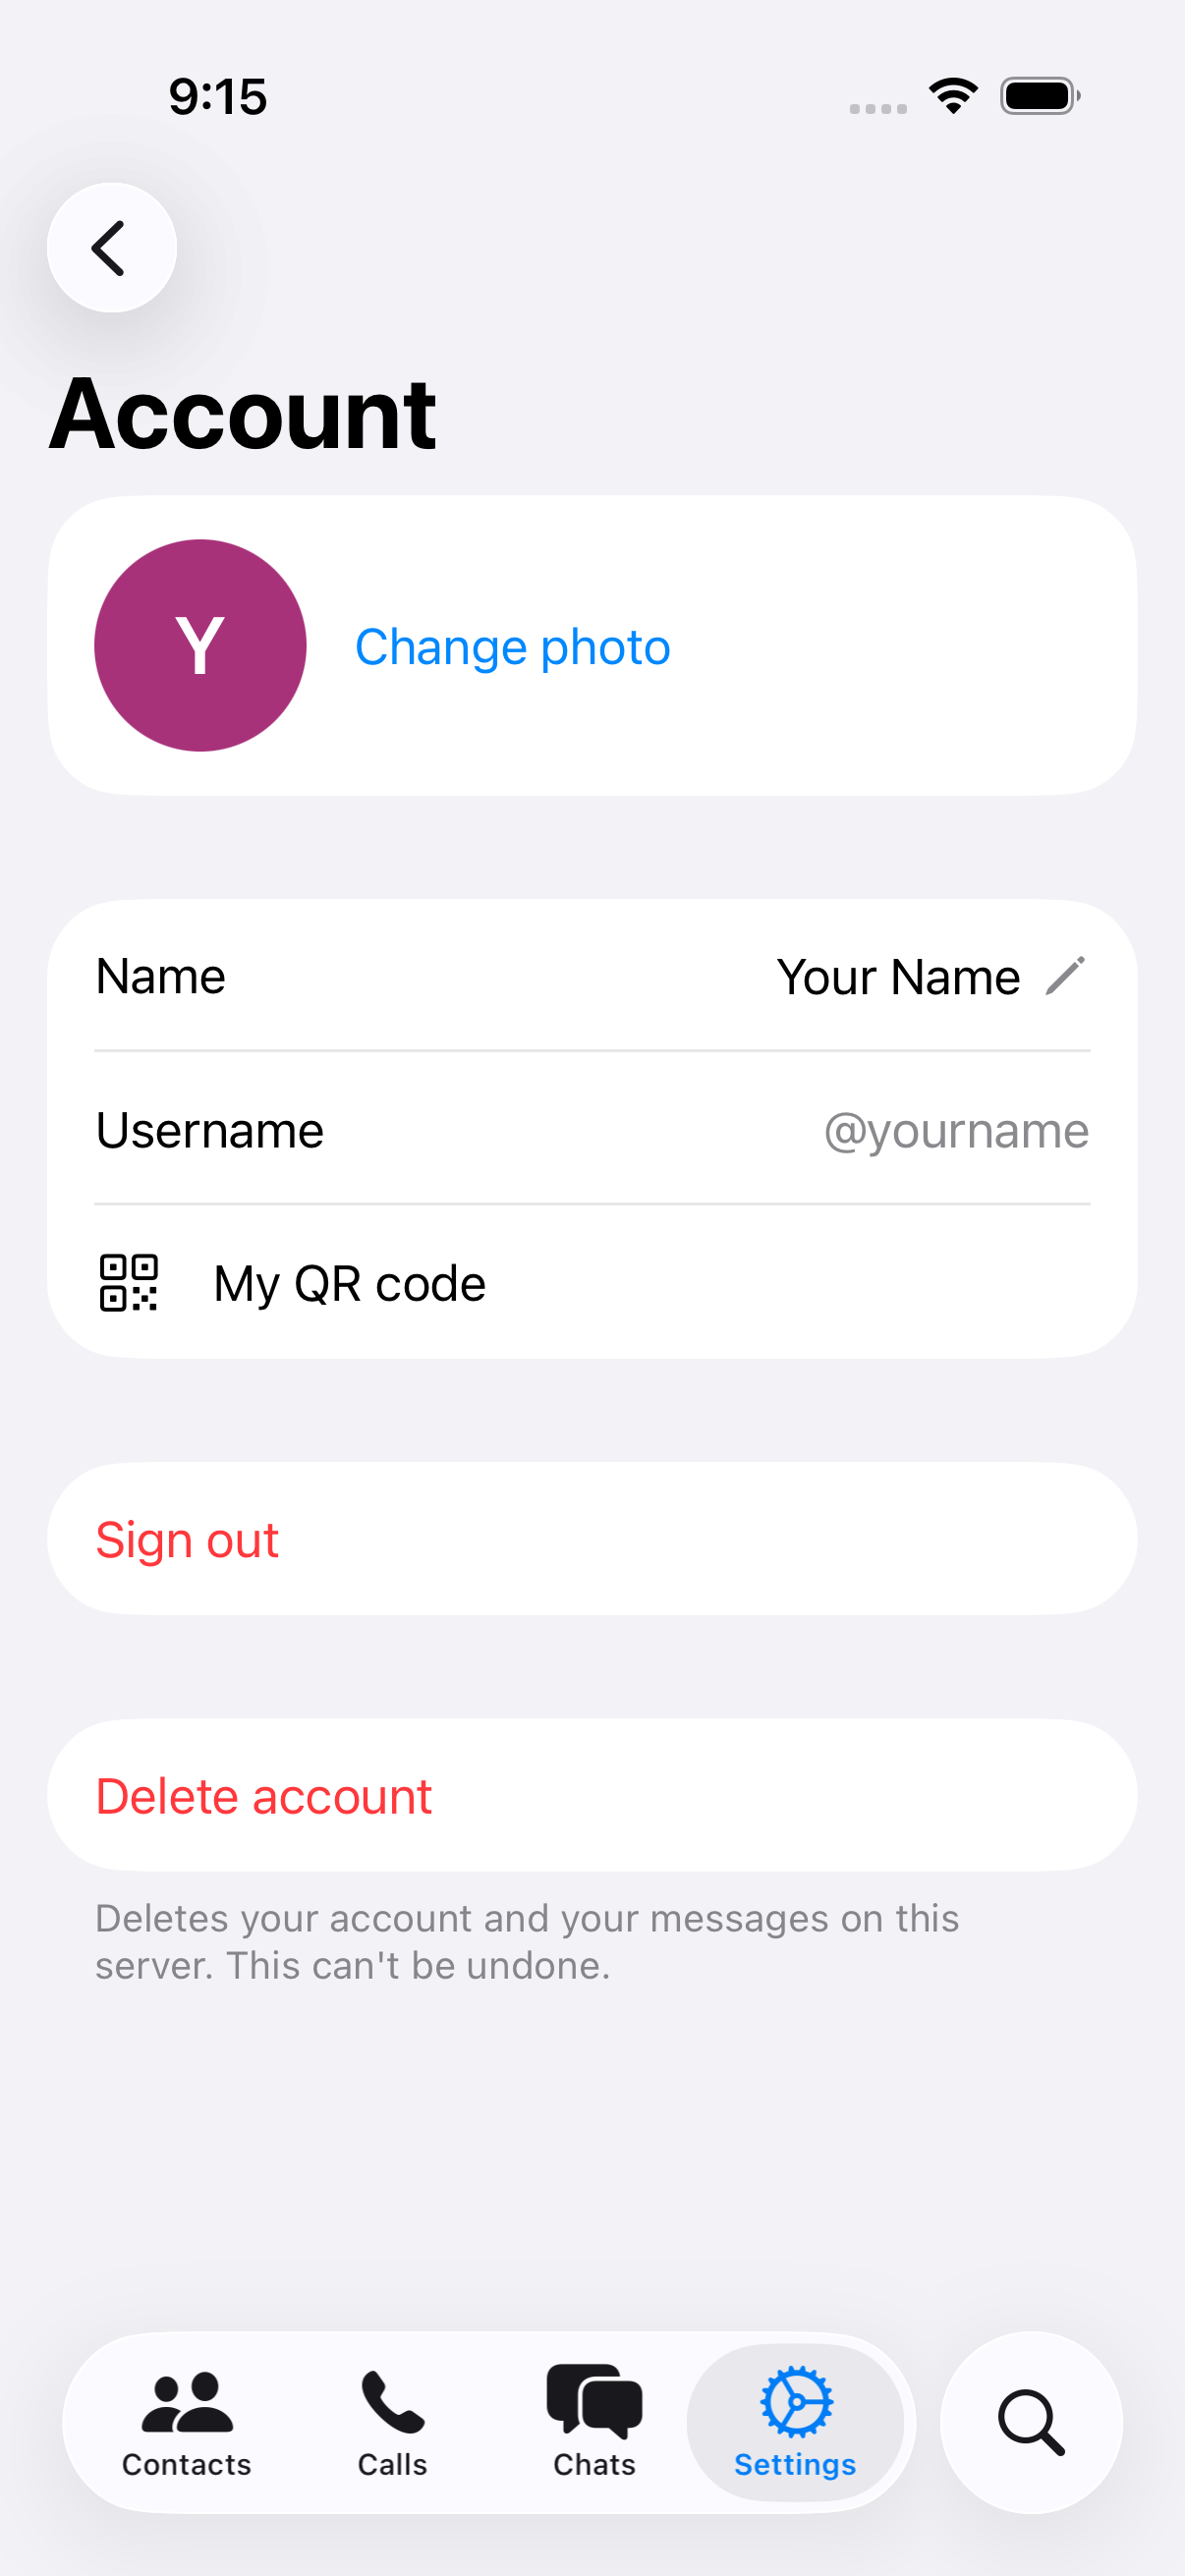 9:15
Account
Y
Change photo
Name
Your Name
Username
@yourname
My QR code
Sign out
Delete account
Deletes your account and your messages on this
server. This can't be undone.
Contacts
Calls
Chats
Settings